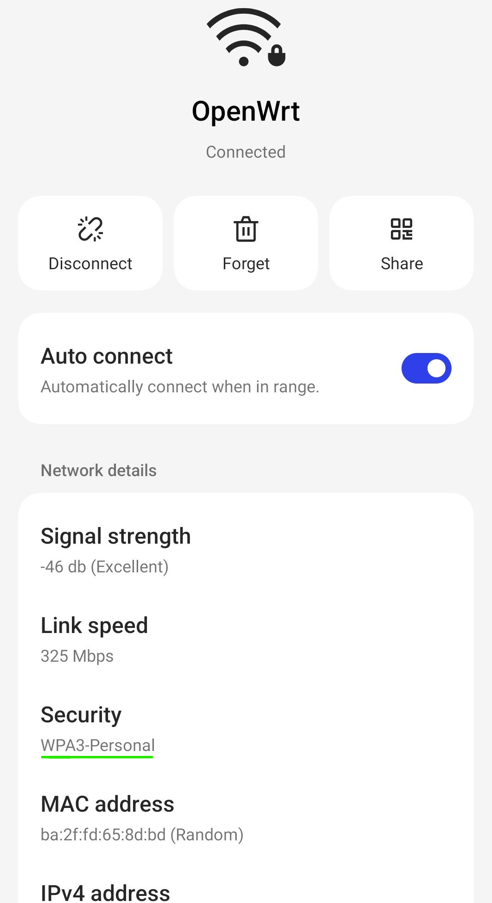 OpenWrt
Connected
Disconnect
Forget
Share
Auto connect
Automatically connect when in range.
Network details
Signal strength
-46 db (Excellent)
Link speed
325 Mbps
Security
WPA3-Personal
MAC address
ba:2f:fd:65:8d:bd (Random)
IPv4 address